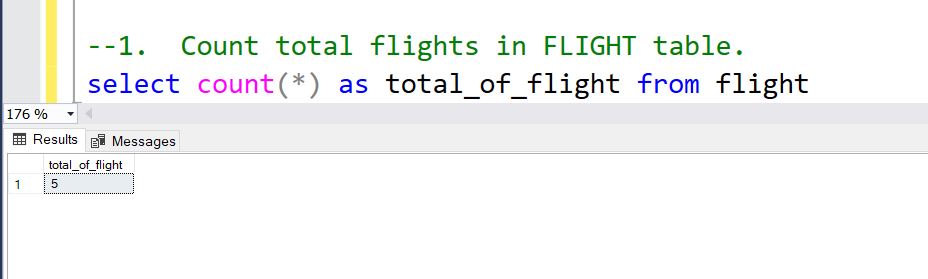 --1.  Count total flights in FLIGHT table.
select count(*) as total_of_flight from flight
176 %
Results Messages
total_of_flight
1 5